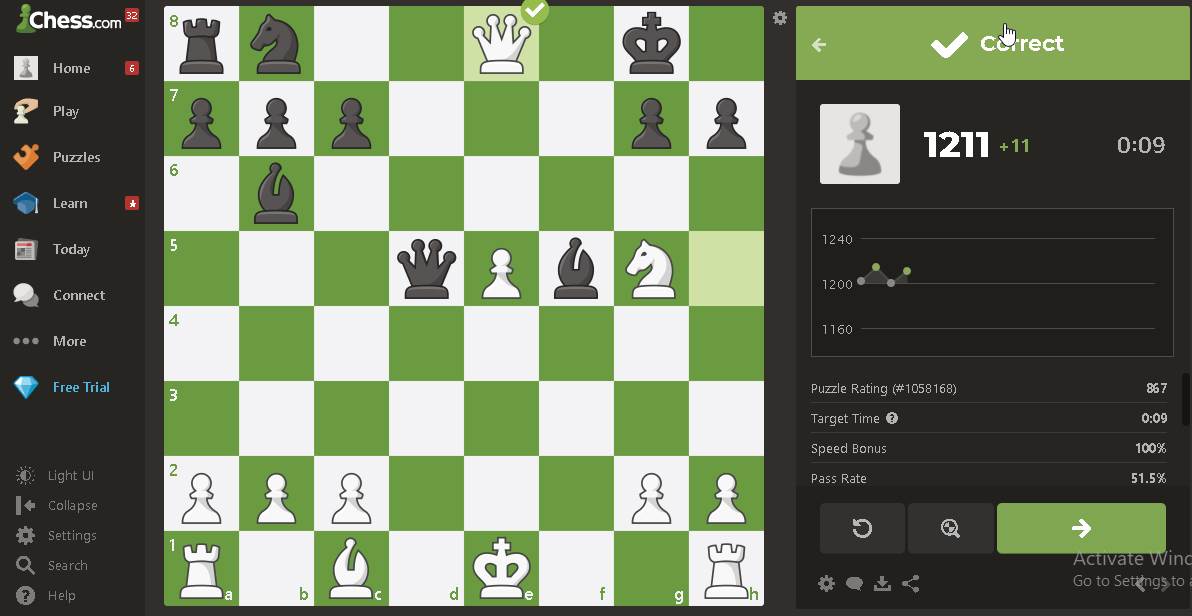 Chess.com 32
Home 6
Play
Puzzles
Learn
Today
Connect
More
Free Trial
Light UI
Collapse
Settings
Search
Help
8
7
6
5
4
3
2
1
a b c d e f g h
Correct
1211 +11 0:09
1240
1200
1160
Puzzle Rating (#1058168) 867
Target Time ? 0:09
Speed Bonus 100%
Pass Rate 51.5%
Activate Wind
Go to Settings to a